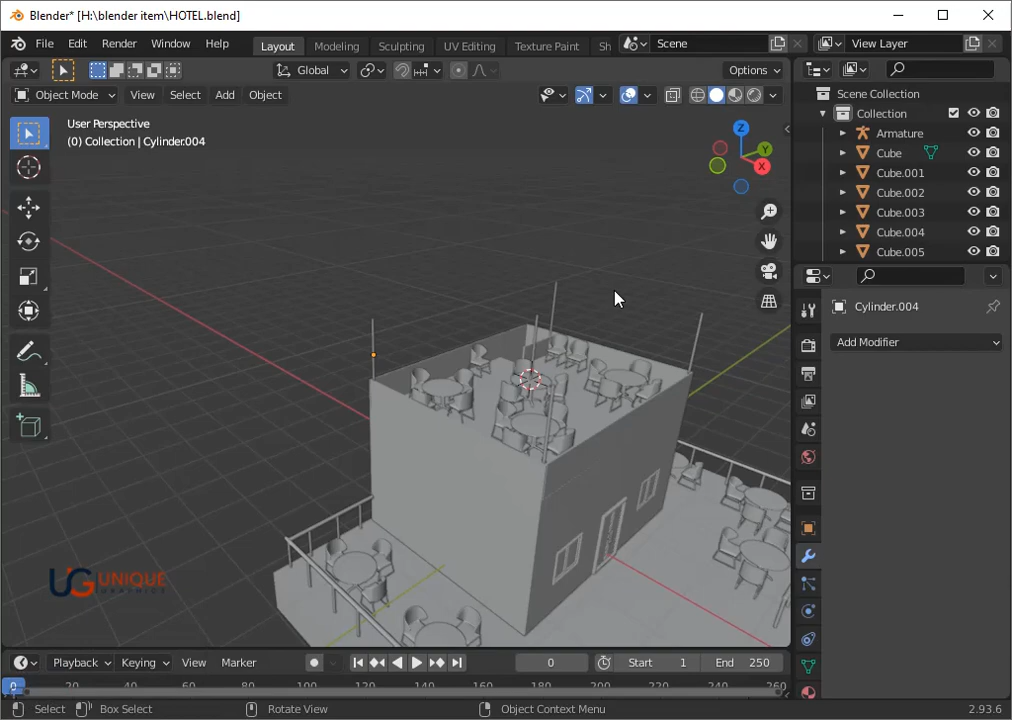 Blender* [H:\blender item\HOTEL.blend]
File Edit Render Window Help Layout Modeling Sculpting UV Editing Texture Paint Sh Scene View Layer
Global Options
Object Mode View Select Add Object
User Perspective
(0) Collection | Cylinder.004
Z
Y
X
Scene Collection
Collection
Armature
Cube
Cube.001
Cube.002
Cube.003
Cube.004
Cube.005
Cylinder.004
Add Modifier
UG UNIQUE
GRAPHICS
Playback Keying View Marker 0 Start 1 End 250
0 20 40 60 80 100 120 140 160 180 200 220 240 260
Select Box Select Rotate View Object Context Menu 2.93.6